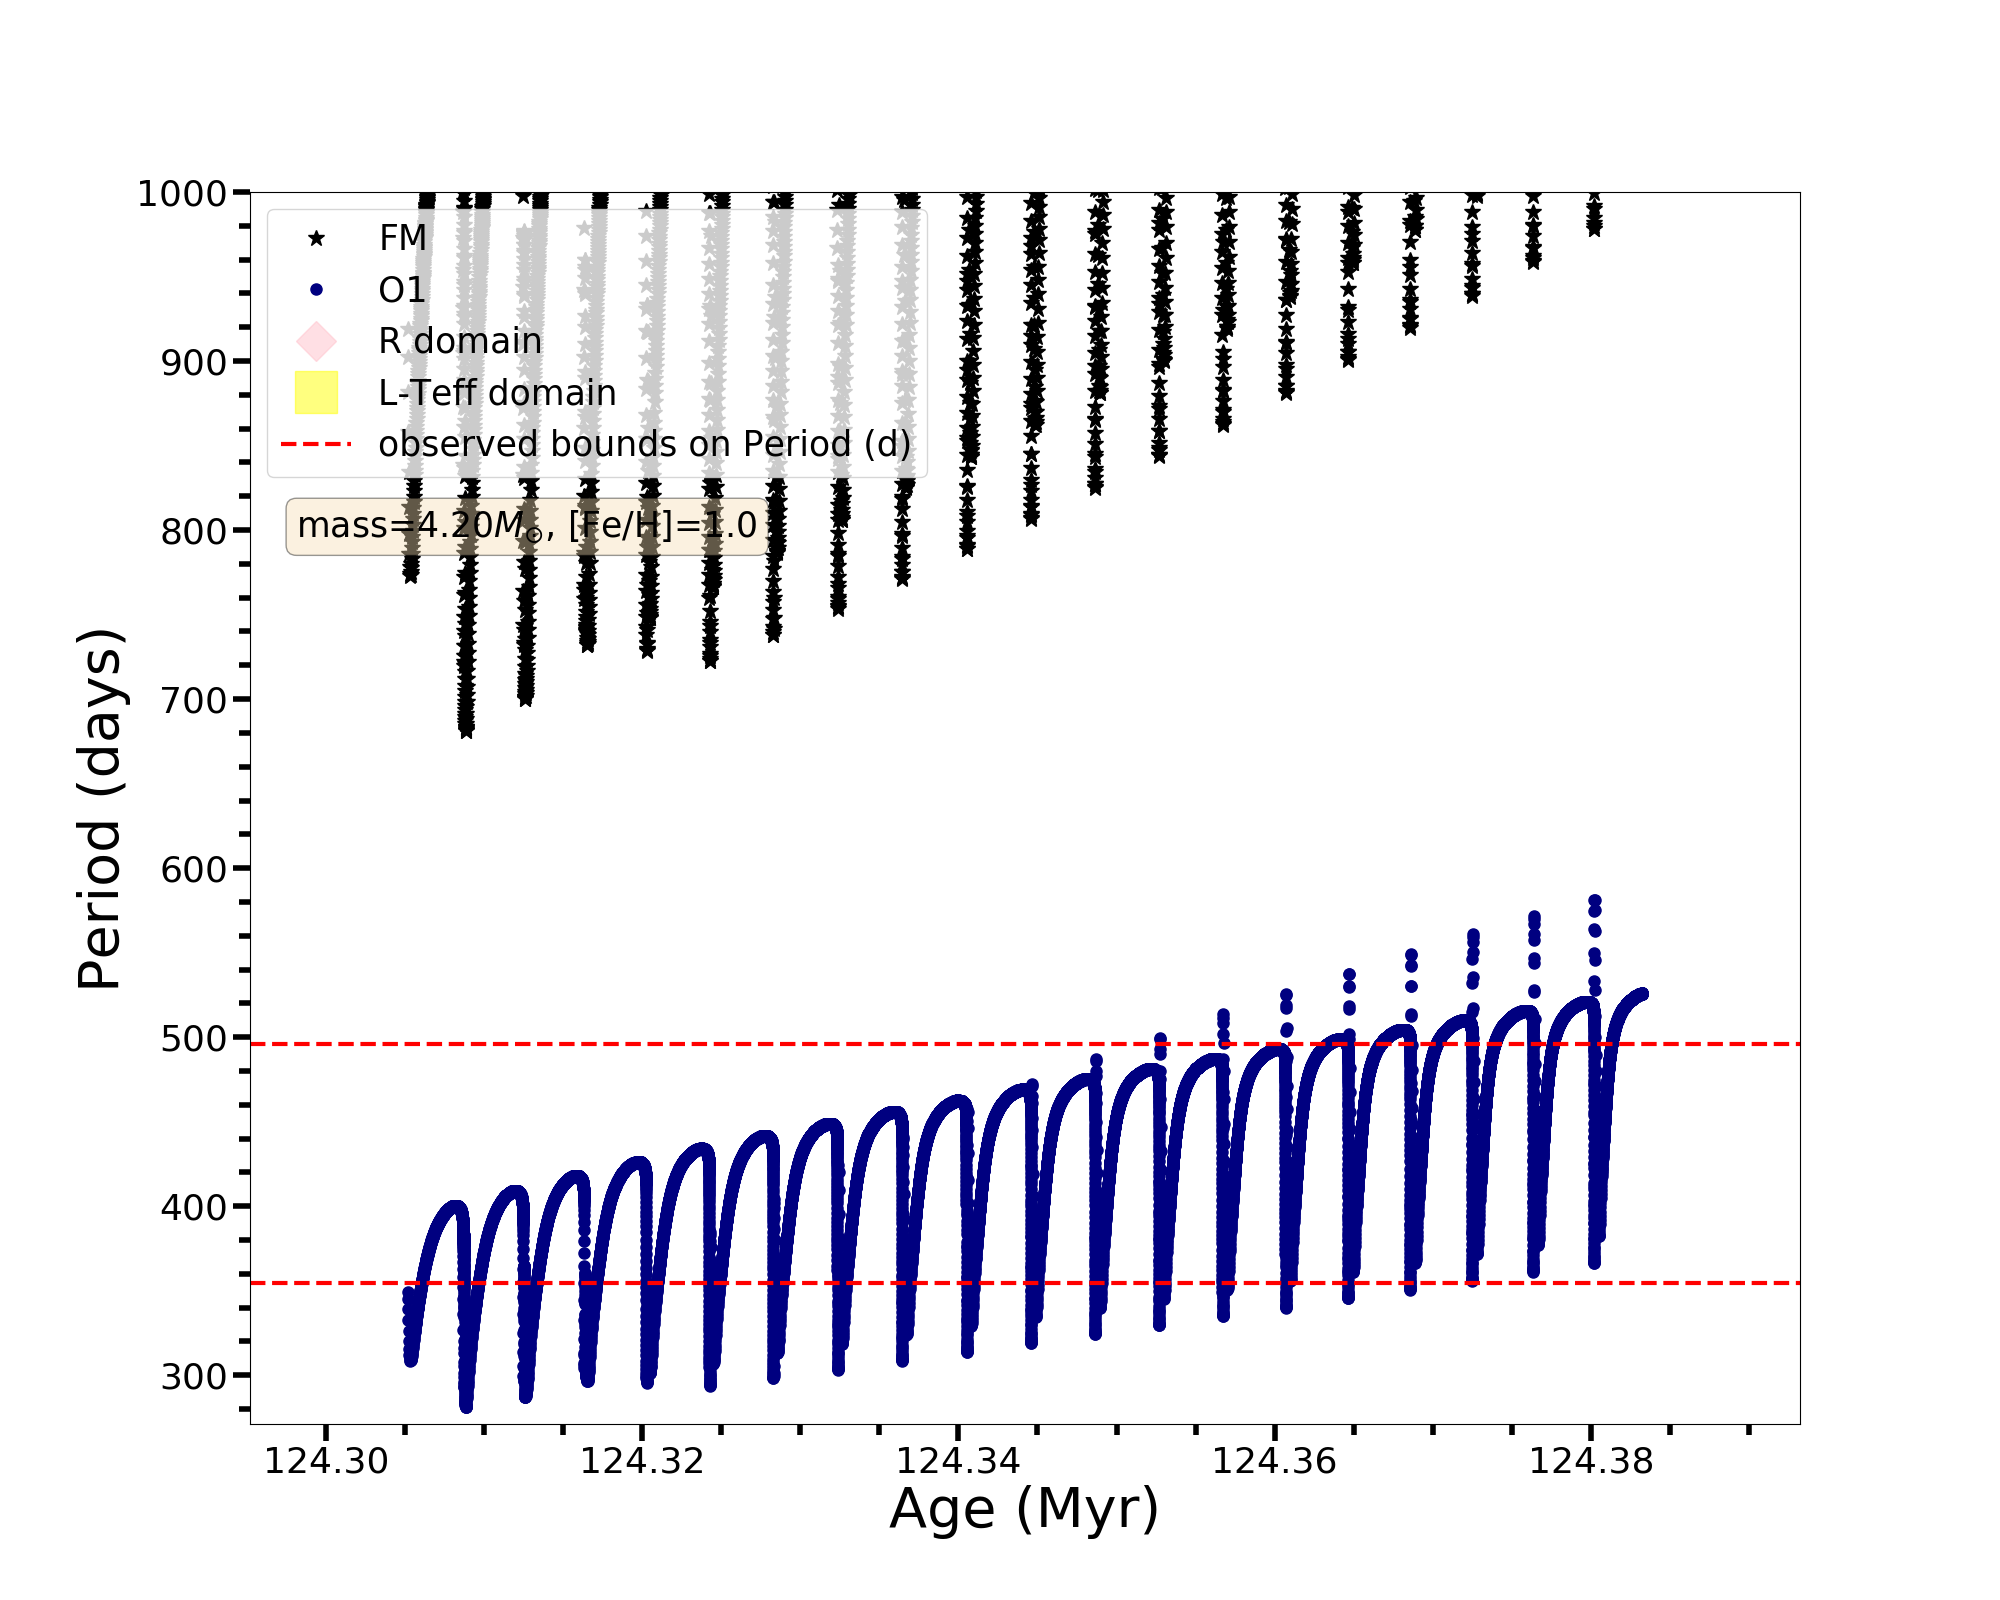 1000
900
800
700
600
500
400
300
Period (days)
FM
O1
R domain
L-Teff domain
observed bounds on Period (d)
mass=4.20M⊙, [Fe/H]=1.0
124.30 124.32 124.34 124.36 124.38
Age (Myr)